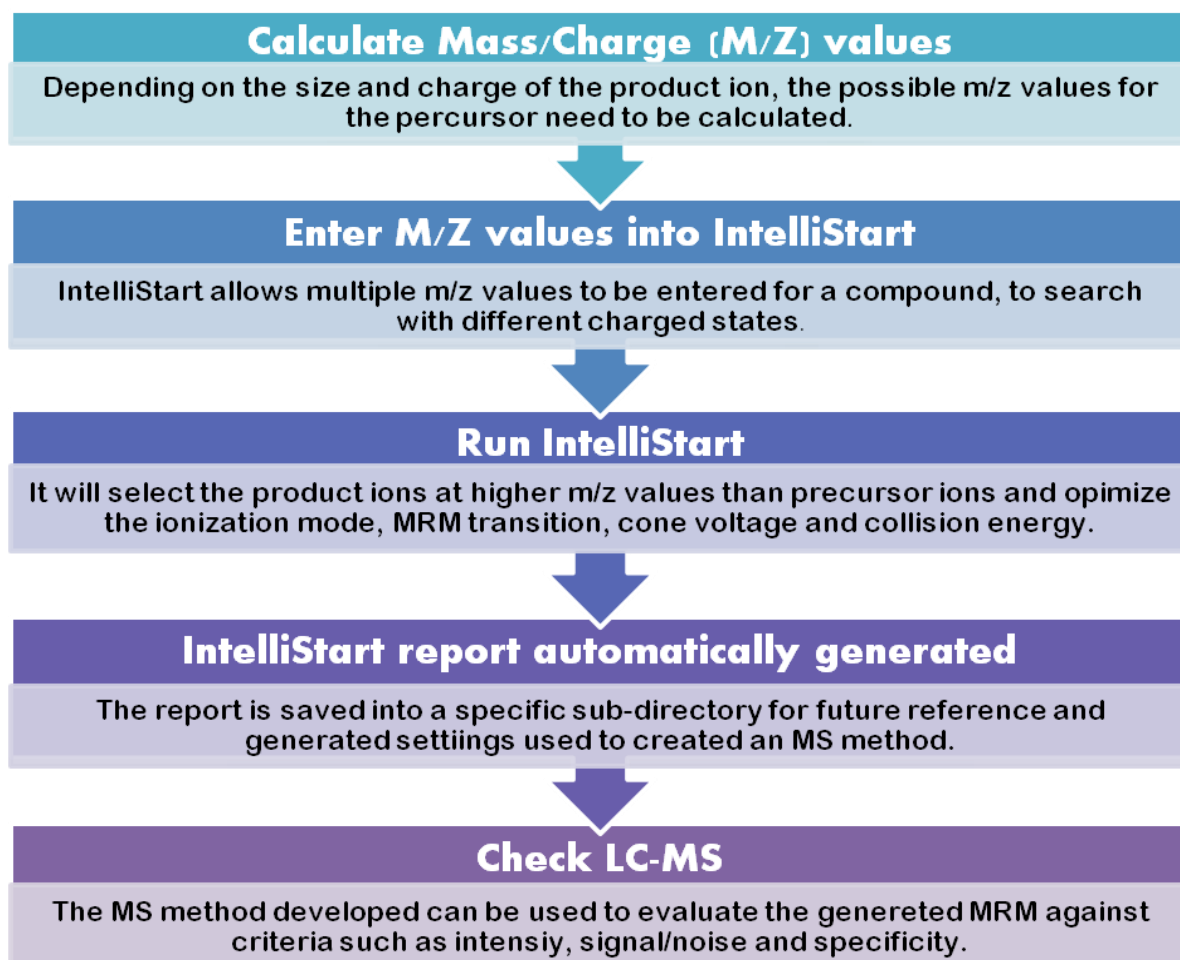 Calculate Mass/Charge (M/Z) values
Depending on the size and charge of the product ion, the possible m/z values for
the percursor need to be calculated.
Enter M/Z values into IntelliStart
IntelliStart allows multiple m/z values to be entered for a compound, to search
with different charged states.
Run IntelliStart
It will select the product ions at higher m/z values than precursor ions and opimize
the ionization mode, MRM transition, cone voltage and collision energy.
IntelliStart report automatically generated
The report is saved into a specific sub-directory for future reference and
generated settiings used to created an MS method.
Check LC-MS
The MS method developed can be used to evaluate the genereted MRM against
criteria such as intensiy, signal/noise and specificity.